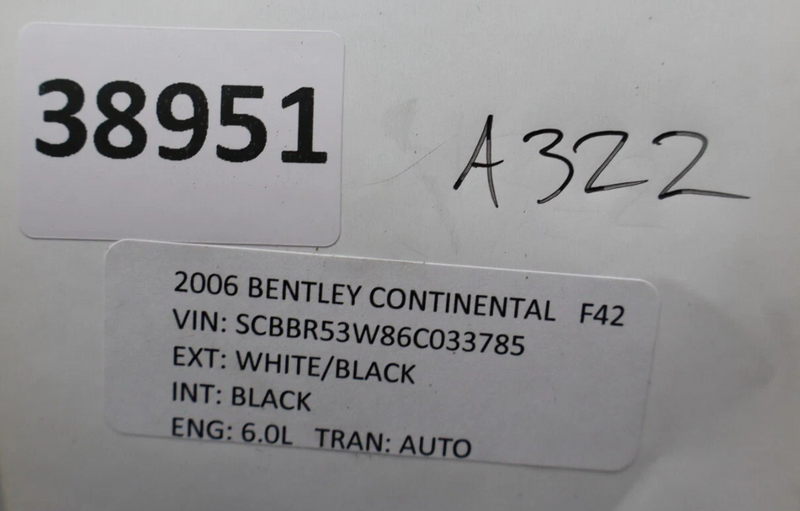 38951
A322
2006 BENTLEY CONTINENTAL F42
VIN: SCBBR53W86C033785
EXT: WHITE/BLACK
INT: BLACK
ENG: 6.0L TRAN: AUTO